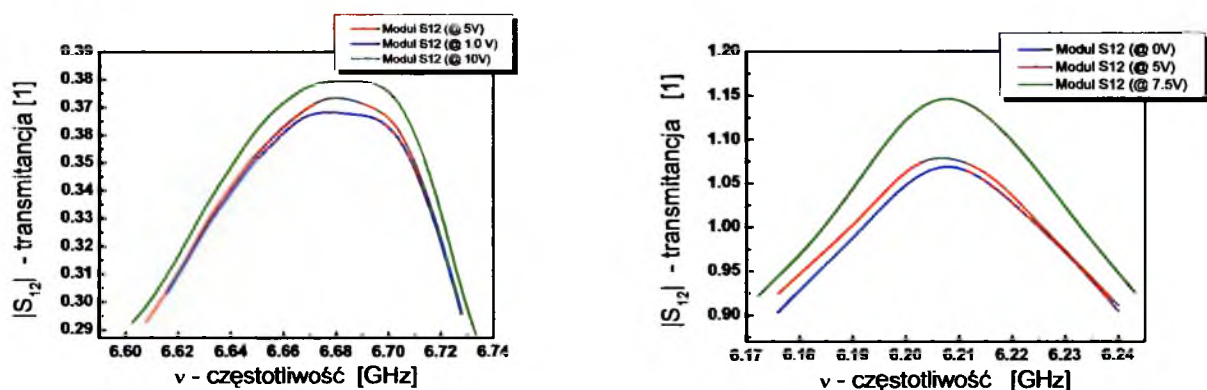 Modul S12 (@ 5V)
Modul S12 (@ 1.0 V)
Modul S12 (@ 10V)
0.39
0.38
0.37
0.36
0.35
0.34
0.33
0.32
0.31
0.30
0.29
|S12| - transmitancja [1]
6.60 6.62 6.64 6.66 6.68 6.70 6.72 6.74
ν - częstotliwość [GHz]
Modul S12 (@ 0V)
Modul S12 (@ 5V)
Modul S12 (@ 7.5V)
1.20
1.15
1.10
1.05
1.00
0.95
0.90
|S12| - transmitancja [1]
6.17 6.18 6.19 6.20 6.21 6.22 6.23 6.24
ν - częstotliwość [GHz]